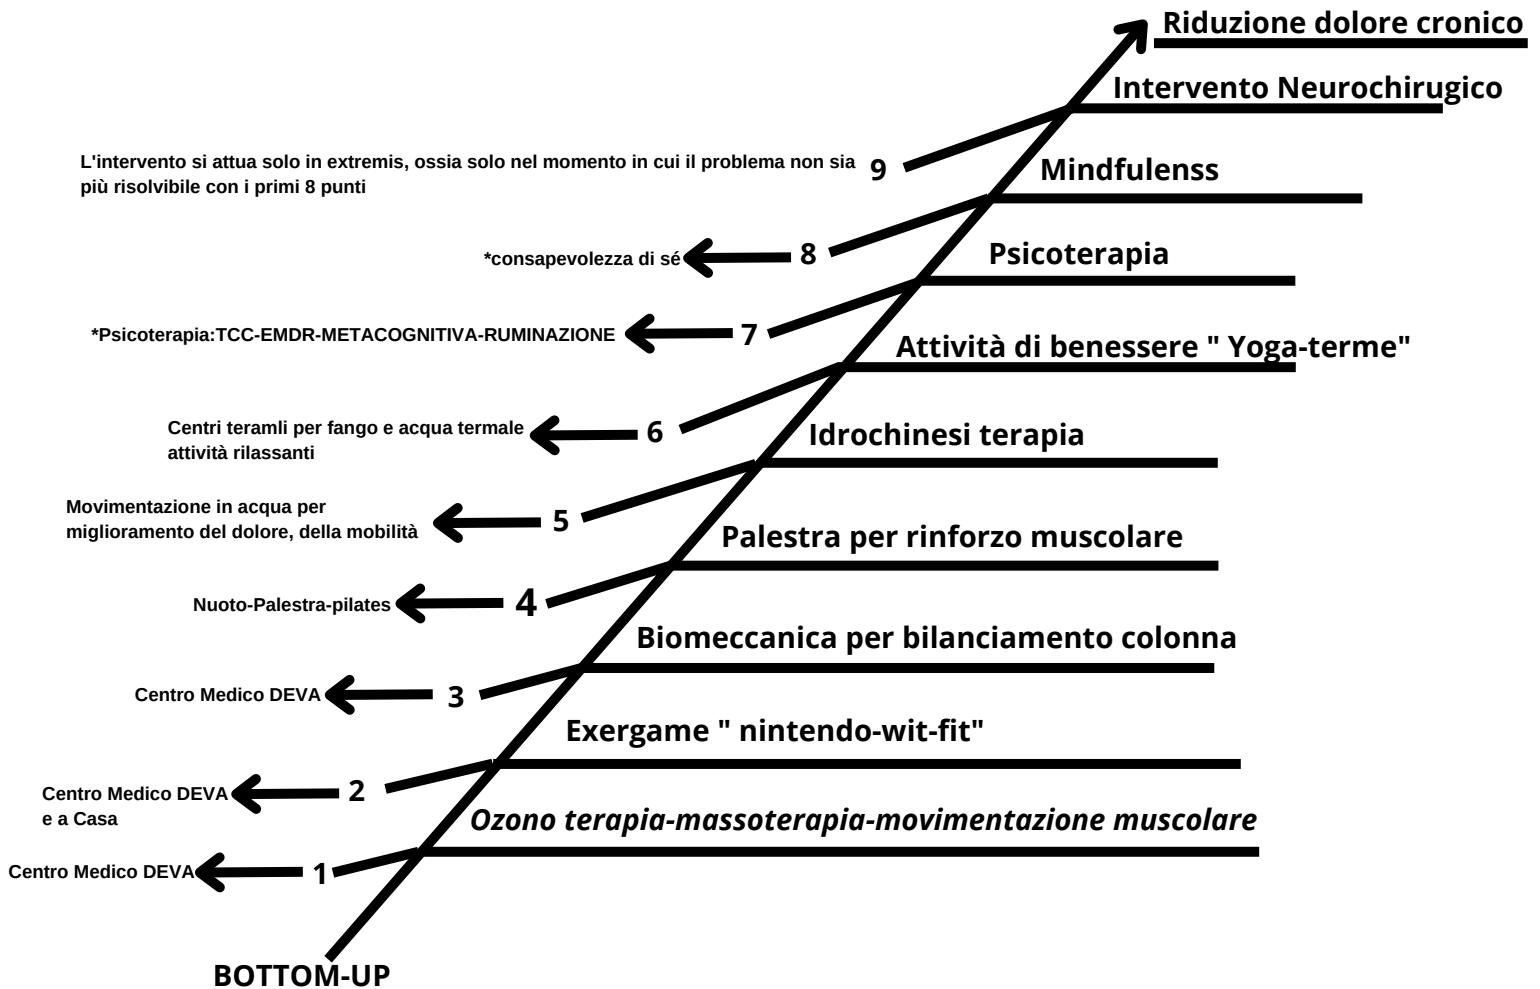 Riduzione dolore cronico
Intervento Neurochirugico
L'intervento si attua solo in extremis, ossia solo nel momento in cui il problema non sia
più risolvibile con i primi 8 punti
9
Mindfulenss
*consapevolezza di sé
8
Psicoterapia
*Psicoterapia:TCC-EMDR-METACOGNITIVA-RUMINAZIONE
7
Attività di benessere " Yoga-terme"
Centri teramli per fango e acqua termale
attività rilassanti
6
Idrochinesi terapia
Movimentazione in acqua per
miglioramento del dolore, della mobilità
5
Palestra per rinforzo muscolare
Nuoto-Palestra-pilates
4
Biomeccanica per bilanciamento colonna
Centro Medico DEVA
3
Exergame " nintendo-wit-fit"
Centro Medico DEVA
e a Casa
2
Ozono terapia-massoterapia-movimentazione muscolare
Centro Medico DEVA
1
BOTTOM-UP